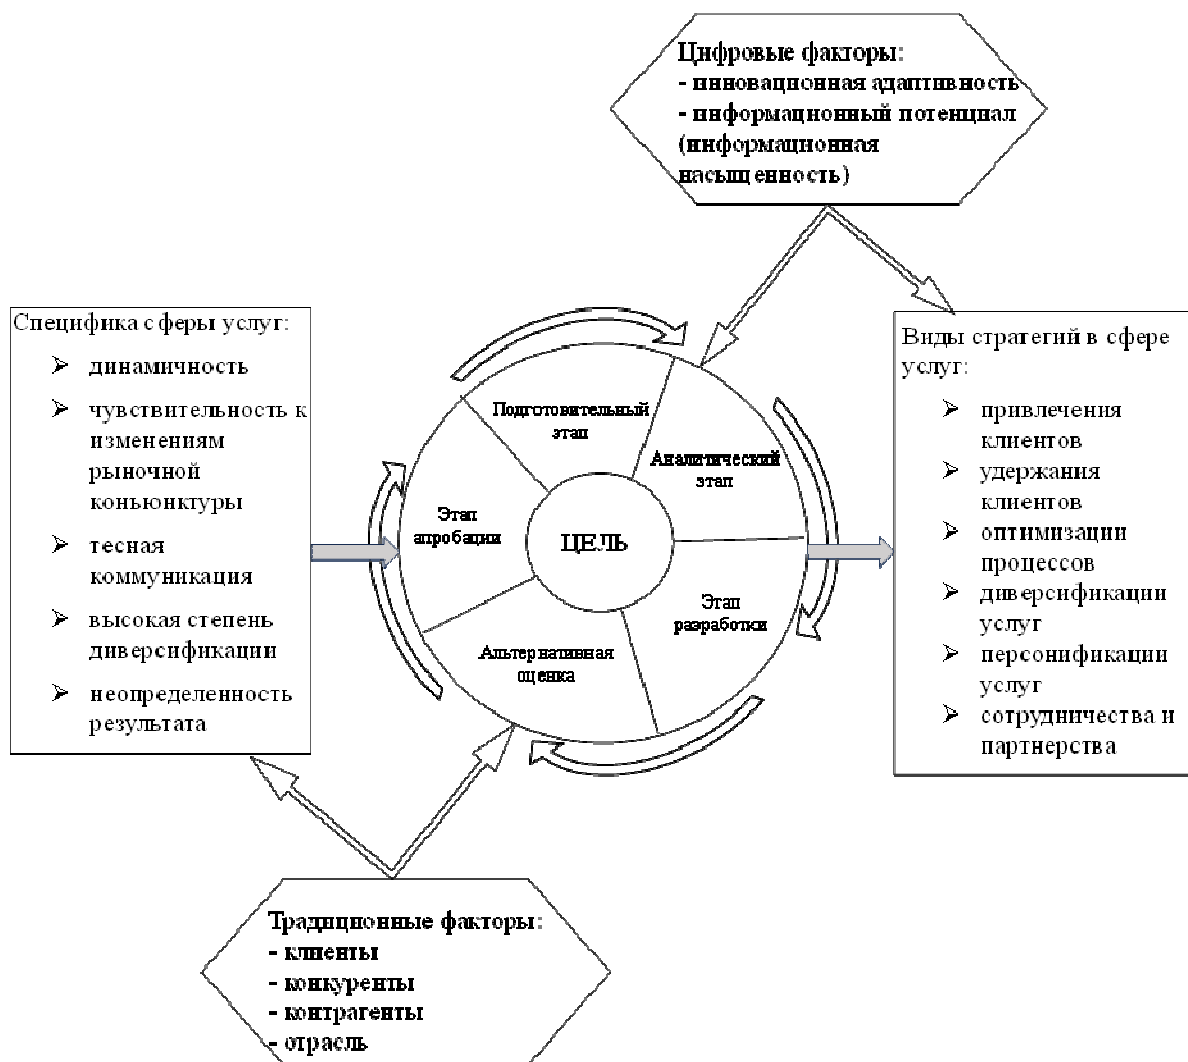 Цифровые факторы:
- инновационная адаптивность
- информационный потенциал
(информационная
насыщенность)
Специфика сферы услуг:
➢ динамичность
➢ чувствительность к
изменениям
рыночной
коньюнктуры
➢ тесная
коммуникация
➢ высокая степень
диверсификации
➢ неопределенность
результата
Подготовительный
этап
Аналитический
этап
Этап
разработки
Альтернативная
оценка
Этап
апробации
ЦЕЛЬ
Виды стратегий в сфере
услуг:
➢ привлечения
клиентов
➢ удержания
клиентов
➢ оптимизации
процессов
➢ диверсификации
услуг
➢ персонификации
услуг
➢ сотрудничества и
партнерства
Традиционные факторы:
- клиенты
- конкуренты
- контрагенты
- отрасль